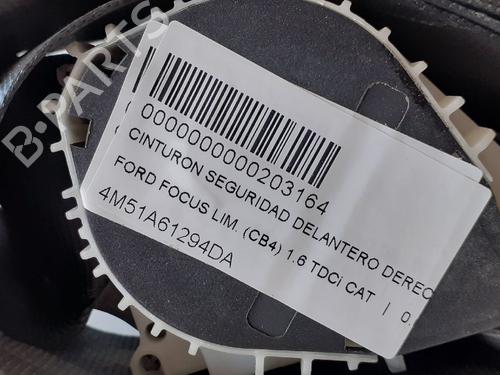 B-PARTS
0000000000203164
CINTURON SEGURIDAD DELANTERO DEREC
FORD FOCUS LIM. (CB4) 1.6 TDCi CAT | 0.
4M51A61294DA